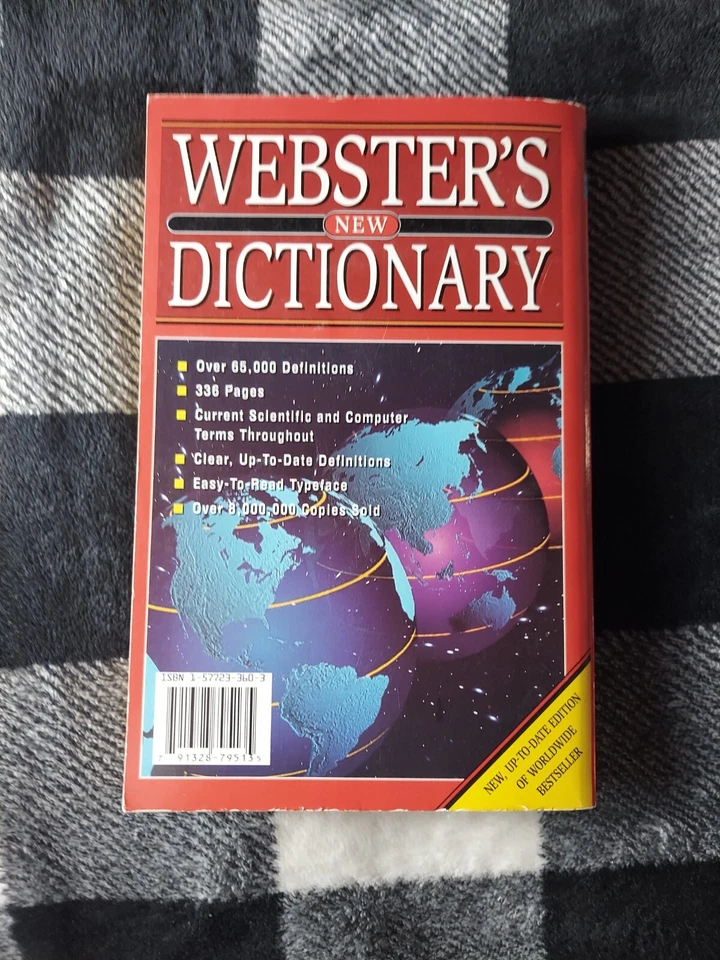 WEBSTER'S
NEW
DICTIONARY
Over 65,000 Definitions
336 Pages
Current Scientific and Computer
Terms Throughout
Clear, Up-To-Date Definitions
Easy-To-Read Typeface
Over 8,000,000 Copies Sold
ISBN 1-57723-360-3
7 91328 79513 5
NEW, UP-TO-DATE EDITION
OF WORLDWIDE
BESTSELLER